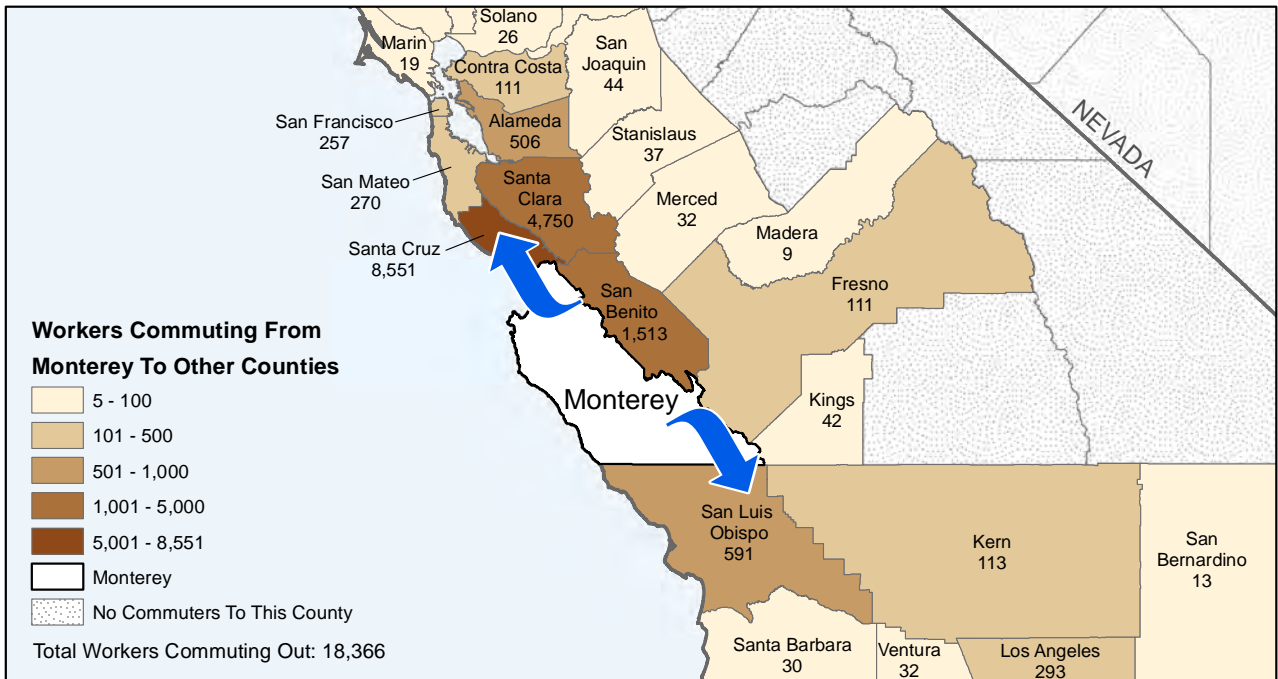 Solano
26
Marin
19
San
Joaquin
44
Contra Costa
111
San Francisco
257
Alameda
506
Stanislaus
37
NEVADA
San Mateo
270
Santa
Clara
4,750
Merced
32
Madera
9
Santa Cruz
8,551
Fresno
111
San
Benito
1,513
Monterey
Kings
42
San Luis
Obispo
591
Kern
113
San
Bernardino
13
Santa Barbara
30
Ventura
32
Los Angeles
293
Workers Commuting From
Monterey To Other Counties
5 - 100
101 - 500
501 - 1,000
1,001 - 5,000
5,001 - 8,551
Monterey
No Commuters To This County
Total Workers Commuting Out: 18,366